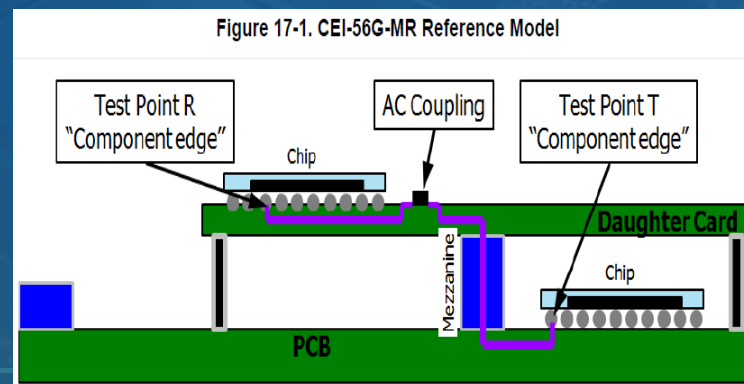 Figure 17-1. CEI-56G-MR Reference Model
Test Point R
"Component edge"
AC Coupling
Test Point T
"Component edge"
Chip
Daughter Card
Mezzanine
Chip
PCB